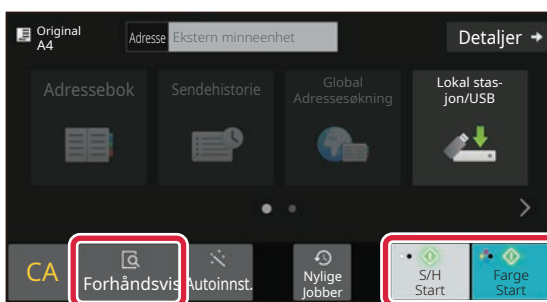 Original
A4
Adresse
Ekstern minneenhet
Detaljer
Adressebok
Sendehistorie
Global
Adressesøkning
Lokal stas-
jon/USB
CA
Forhåndsvis
Autoinnst.
Nylige
Jobber
S/H
Start
Farge
Start